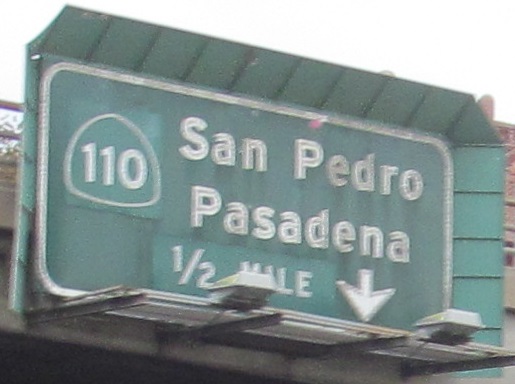 110
San Pedro
Pasadena
1/2 MILE